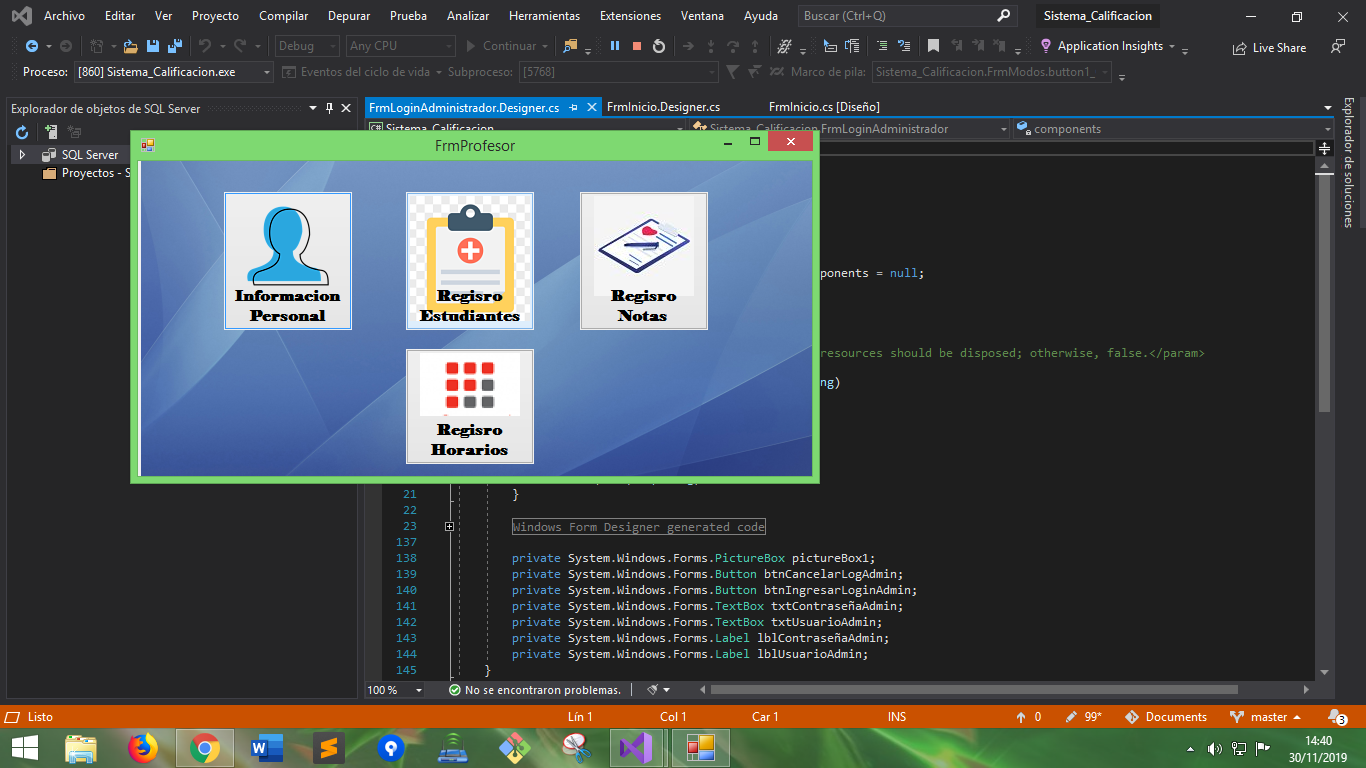 Archivo Editar Ver Proyecto Compilar Depurar Prueba Analizar Herramientas Extensiones Ventana Ayuda Buscar (Ctrl+Q) Sistema_Calificacion
Debug Any CPU Continuar Application Insights Live Share
Proceso: [860] Sistema_Calificacion.exe Eventos del ciclo de vida Subproceso: [5768] Marco de pila: Sistema_Calificacion.FrmModos.button1_
Explorador de objetos de SQL Server
FrmLoginAdministrador.Designer.cs FrmInicio.Designer.cs FrmInicio.cs [Diseño]
Explorador de soluciones
Sistema_Calificacion Sistema_Calificacion.FrmLoginAdministrador components
SQL Server
Proyectos - S
FrmProfesor
Informacion
Personal
Regisro
Estudiantes
Regisro
Notas
Regisro
Horarios
ponents = null;
resources should be disposed; otherwise, false.</param>
ng)
21 }
22
23 Windows Form Designer generated code
137
138 private System.Windows.Forms.PictureBox pictureBox1;
139 private System.Windows.Forms.Button btnCancelarLogAdmin;
140 private System.Windows.Forms.Button btnIngresarLoginAdmin;
141 private System.Windows.Forms.TextBox txtContraseñaAdmin;
142 private System.Windows.Forms.TextBox txtUsuarioAdmin;
143 private System.Windows.Forms.Label lblContraseñaAdmin;
144 private System.Windows.Forms.Label lblUsuarioAdmin;
145 }
100 % No se encontraron problemas.
Listo Lín 1 Col 1 Car 1 INS 0 99* Documents master 3
14:40
30/11/2019